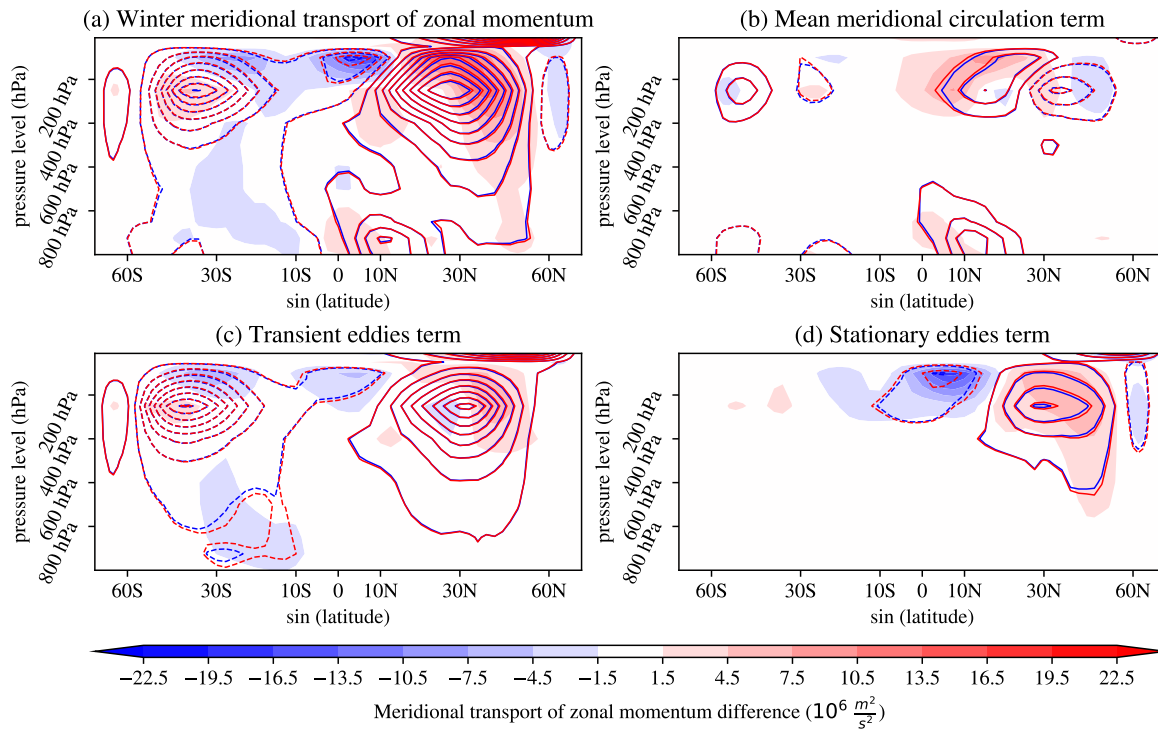 (a) Winter meridional transport of zonal momentum
(b) Mean meridional circulation term
pressure level (hPa)
200 hPa
400 hPa
600 hPa
800 hPa
60S 30S 10S 0 10N 30N 60N
sin (latitude)
pressure level (hPa)
200 hPa
400 hPa
600 hPa
800 hPa
60S 30S 10S 0 10N 30N 60N
sin (latitude)
(c) Transient eddies term
(d) Stationary eddies term
pressure level (hPa)
200 hPa
400 hPa
600 hPa
800 hPa
60S 30S 10S 0 10N 30N 60N
sin (latitude)
pressure level (hPa)
200 hPa
400 hPa
600 hPa
800 hPa
60S 30S 10S 0 10N 30N 60N
sin (latitude)
−22.5 −19.5 −16.5 −13.5 −10.5 −7.5 −4.5 −1.5 1.5 4.5 7.5 10.5 13.5 16.5 19.5 22.5
Meridional transport of zonal momentum difference (10⁶ m²/s²)